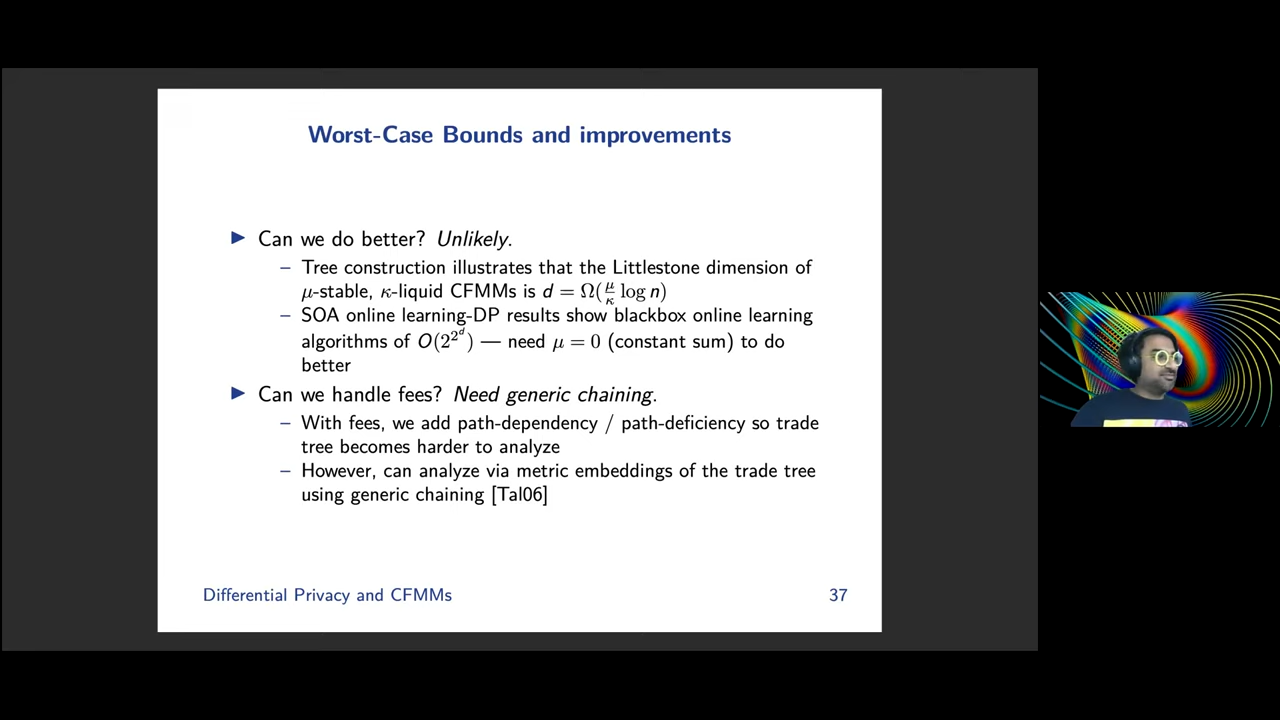 Worst-Case Bounds and improvements
▶ Can we do better? Unlikely.
– Tree construction illustrates that the Littlestone dimension of
μ-stable, κ-liquid CFMMs is d = Ω(μ/κ log n)
– SOA online learning-DP results show blackbox online learning
algorithms of O(2^{2^d}) — need μ = 0 (constant sum) to do
better
▶ Can we handle fees? Need generic chaining.
– With fees, we add path-dependency / path-deficiency so trade
tree becomes harder to analyze
– However, can analyze via metric embeddings of the trade tree
using generic chaining [Tal06]
Differential Privacy and CFMMs 37